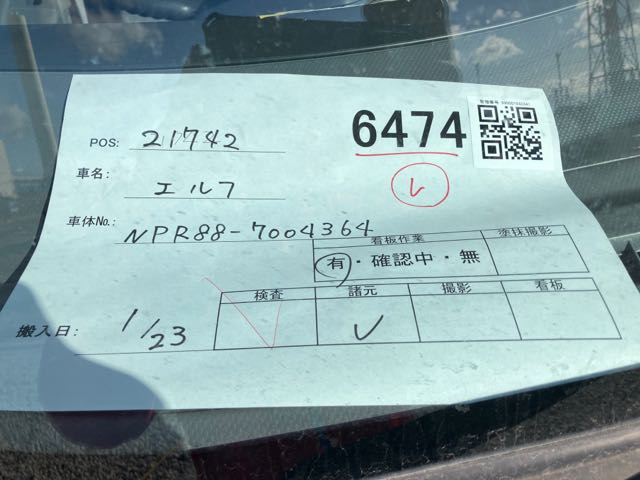 POS: 21742
6474
レ
車名: エルフ
車体No.: NPR88-7004364
看板作業 塗抹撮影
有・確認中・無
検査 諸元 撮影 看板
搬入日: 1/23